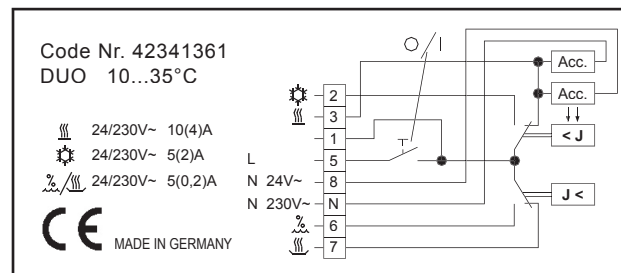 Code Nr. 42341361
DUO 10...35°C
24/230V~ 10(4)A
24/230V~ 5(2)A
%/ 24/230V~ 5(0,2)A
CE MADE IN GERMANY
2
3
1
L 5
N 24V~ 8
N 230V~ N
% 6
7
Acc.
Acc.
< J
J <